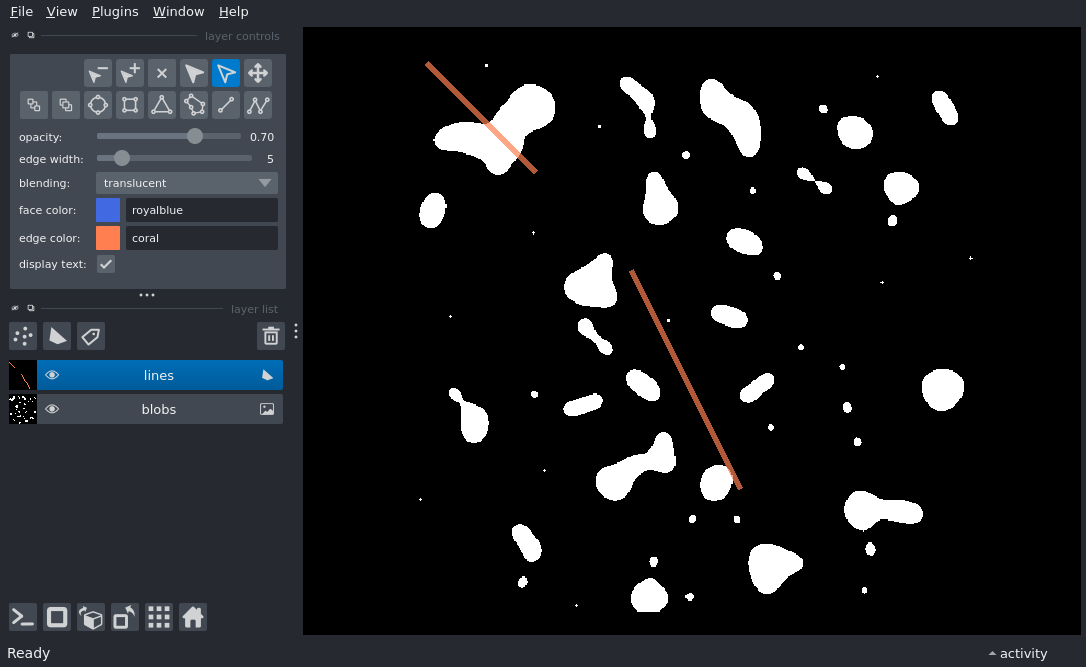 File View Plugins Window Help
layer controls
opacity: 0.70
edge width: 5
blending: translucent
face color: royalblue
edge color: coral
display text:
layer list
lines
blobs
Ready
activity